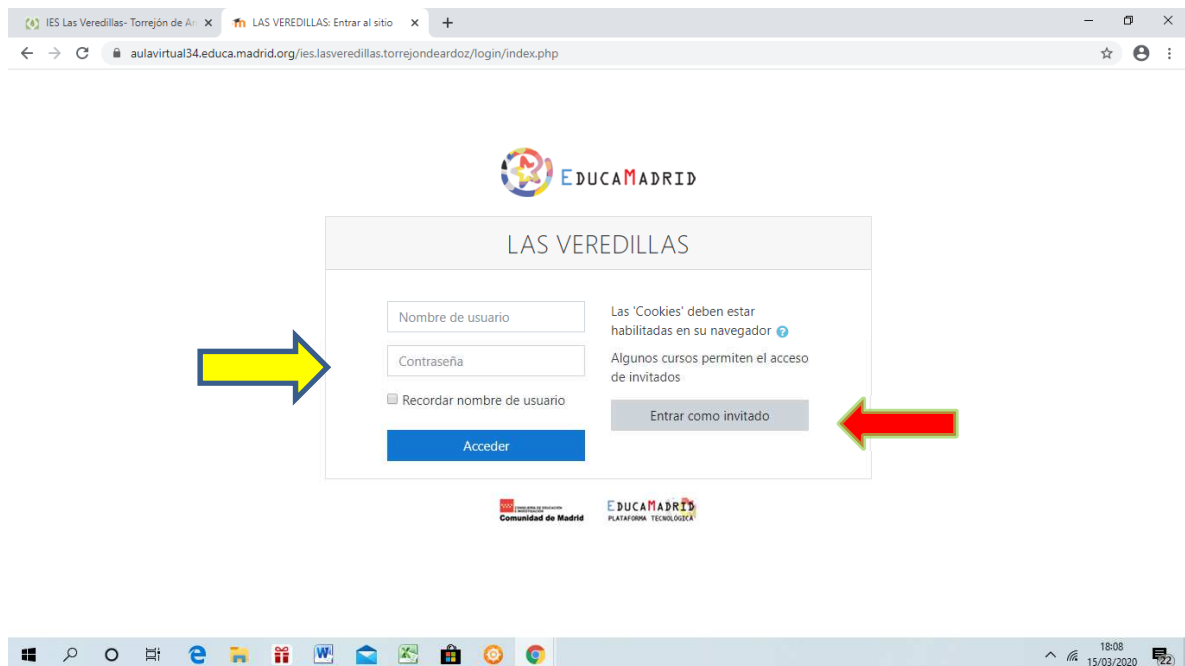 IES Las Veredillas- Torrejón de Ar
LAS VEREDILLAS: Entrar al sitio
aulavirtual34.educa.madrid.org/ies.lasveredillas.torrejondeardoz/login/index.php
EDUCAMADRID
LAS VEREDILLAS
Nombre de usuario
Contraseña
Recordar nombre de usuario
Acceder
Las 'Cookies' deben estar
habilitadas en su navegador
Algunos cursos permiten el acceso
de invitados
Entrar como invitado
Comunidad de Madrid
EDUCAMADRID
PLATAFORMA TECNOLÓGICA
18:08
15/03/2020
22